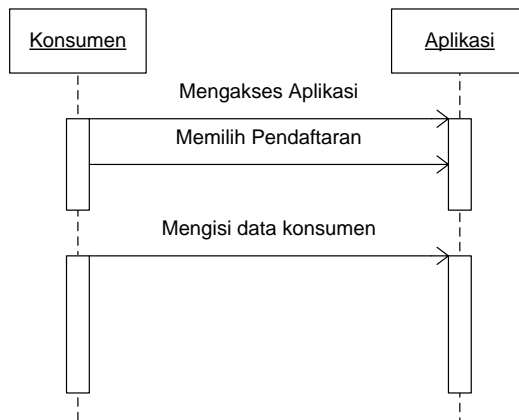 Konsumen
Aplikasi
Mengakses Aplikasi
Memilih Pendaftaran
Mengisi data konsumen